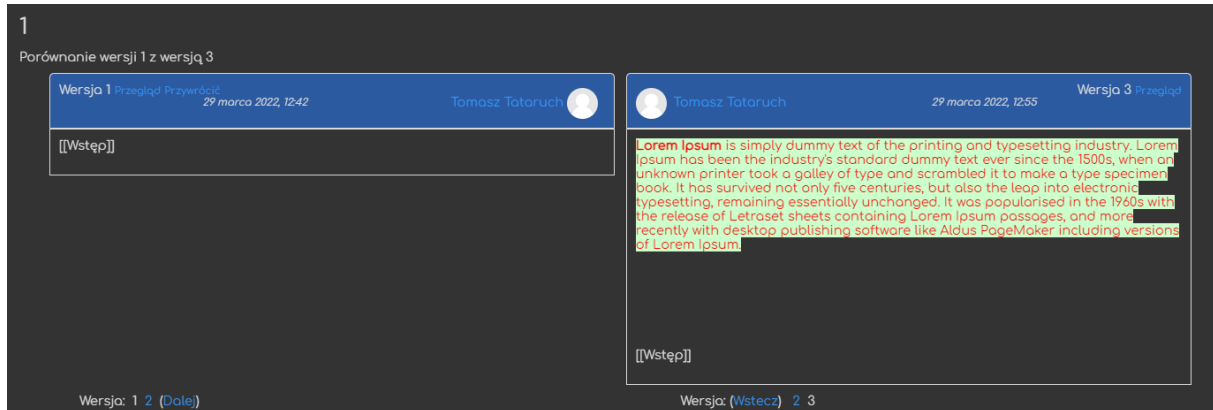 1
Porównanie wersji 1 z wersją 3
Wersja 1 Przegląd Przywrócić
29 marca 2022, 12:42
Tomasz Tataruch
[[Wstęp]]
Wersja: 1 2 (Dalej)
Tomasz Tataruch
29 marca 2022, 12:55
Wersja 3 Przegląd
Lorem Ipsum is simply dummy text of the printing and typesetting industry. Lorem
Ipsum has been the industry's standard dummy text ever since the 1500s, when an
unknown printer took a galley of type and scrambled it to make a type specimen
book. It has survived not only five centuries, but also the leap into electronic
typesetting, remaining essentially unchanged. It was popularised in the 1960s with
the release of Letraset sheets containing Lorem Ipsum passages, and more
recently with desktop publishing software like Aldus PageMaker including versions
of Lorem Ipsum.
[[Wstęp]]
Wersja: (Wstecz) 2 3